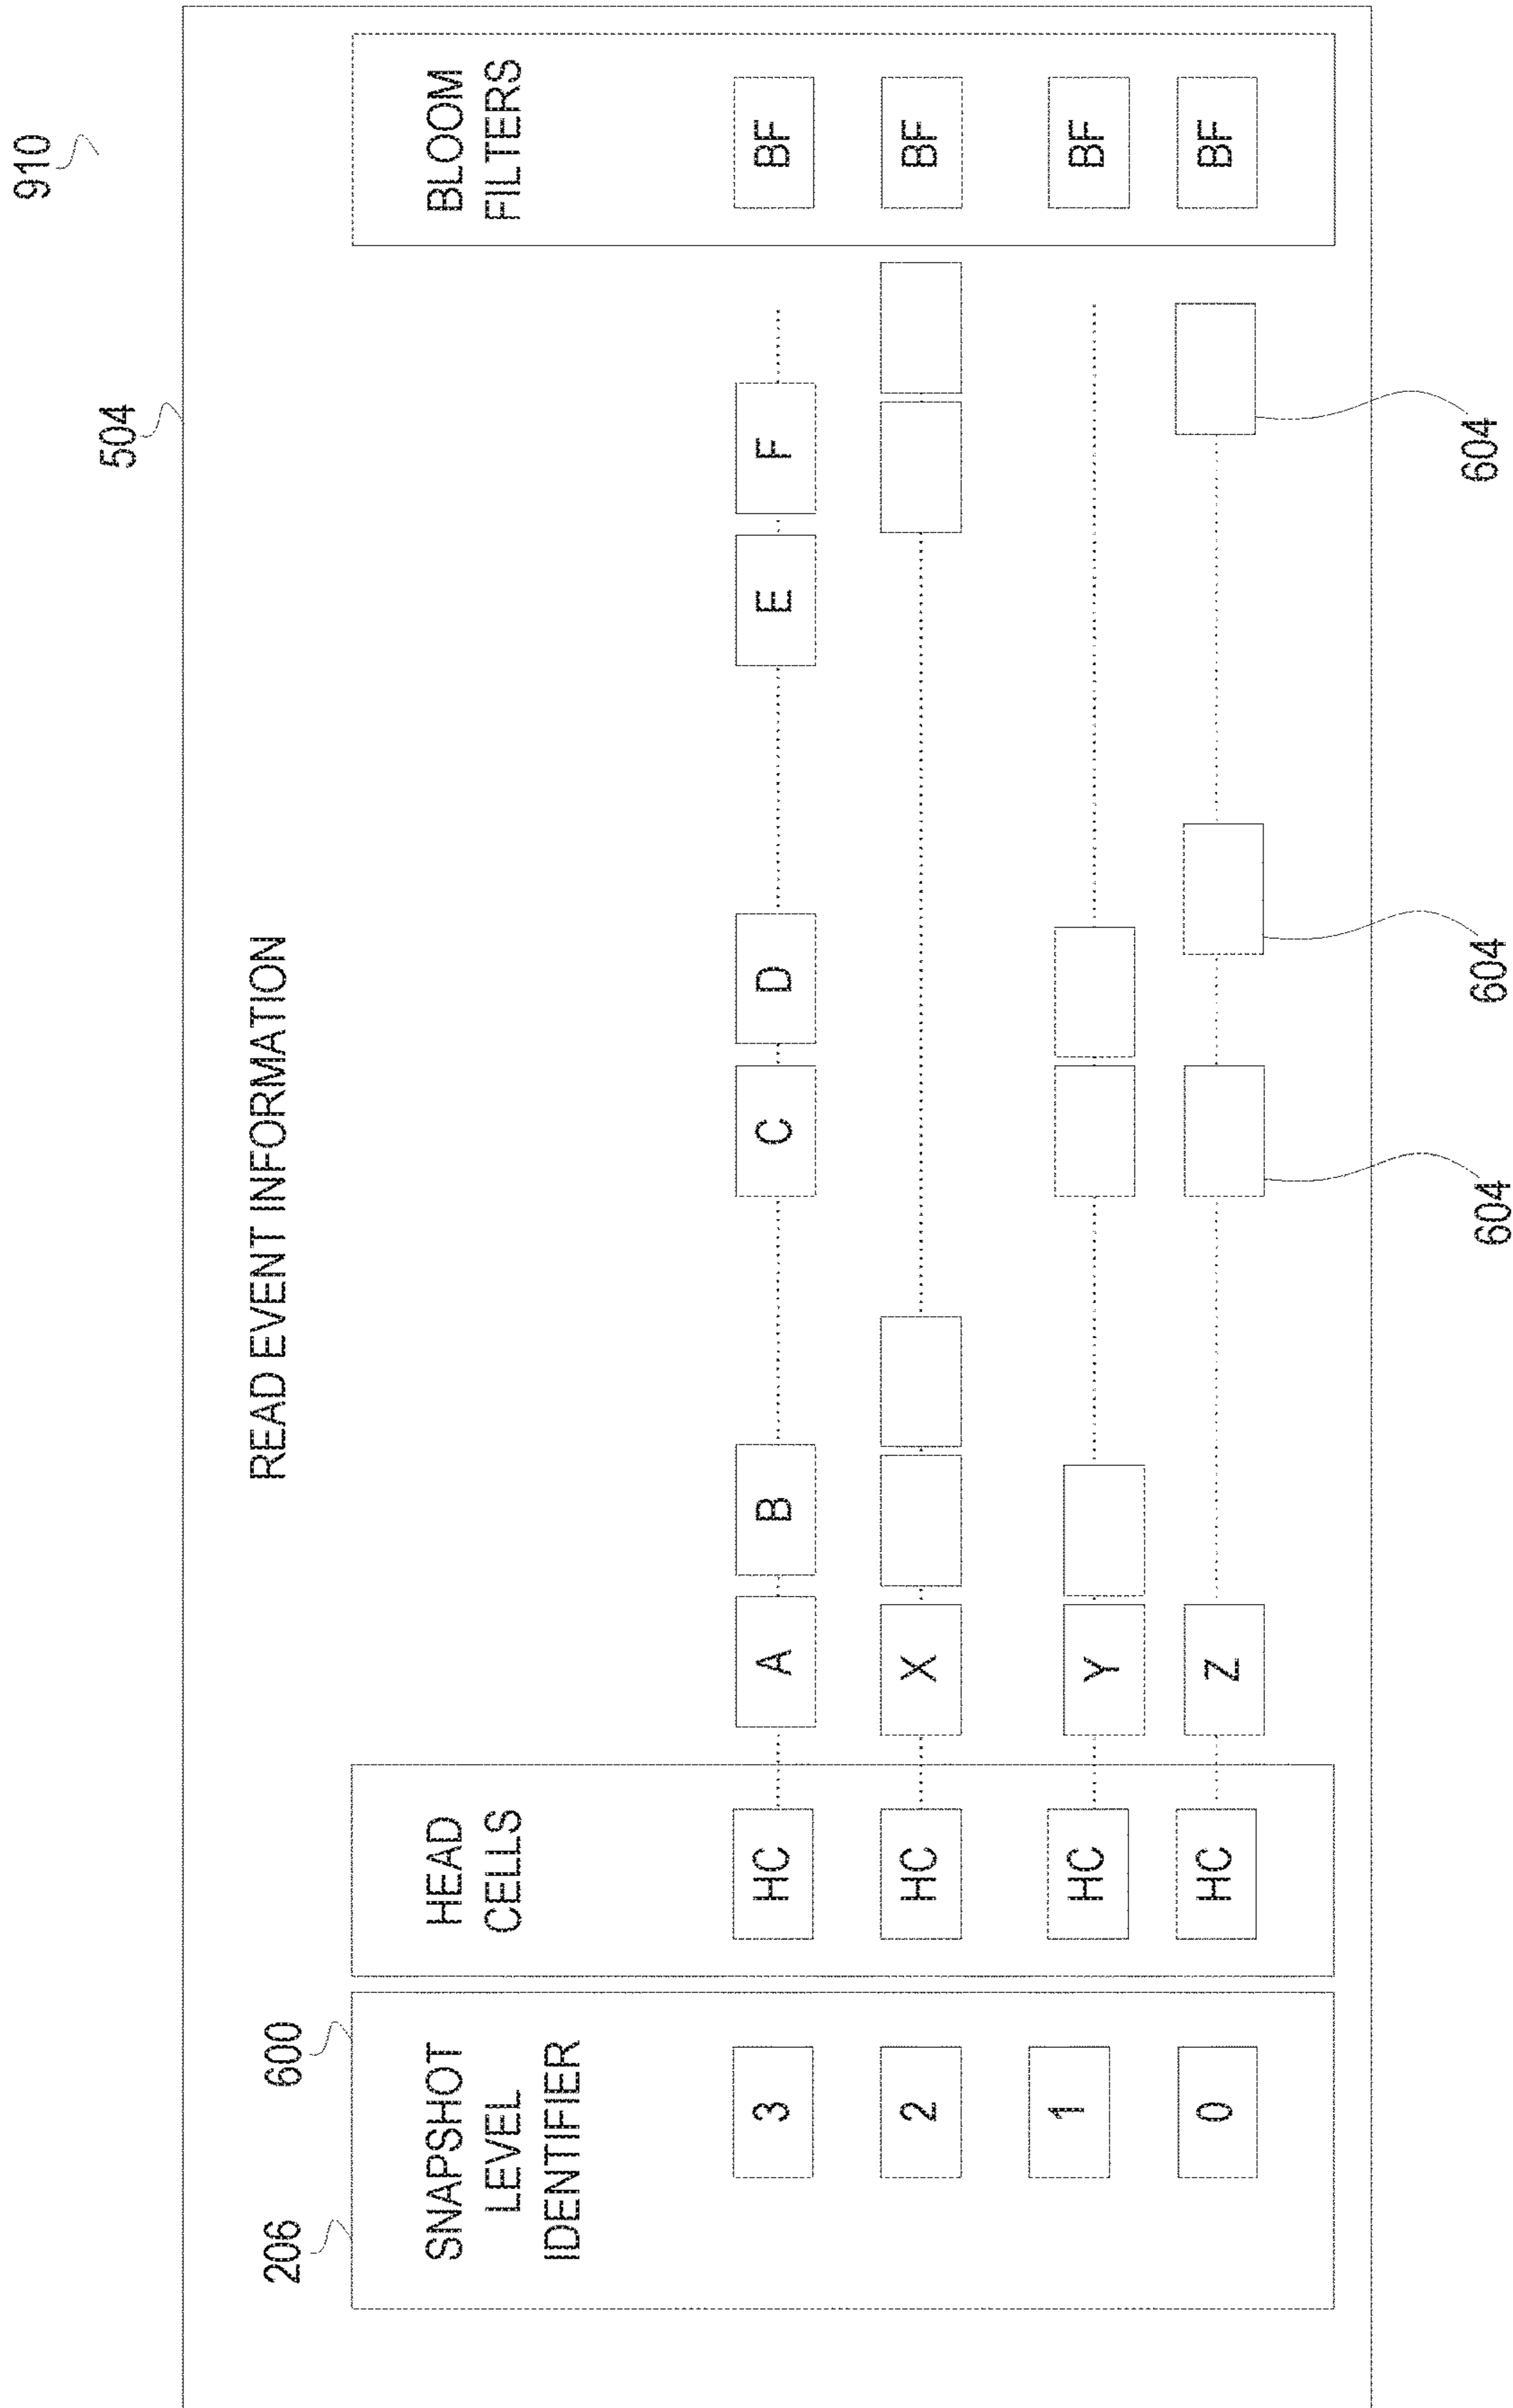 910
504
READ EVENT INFORMATION
206
600
SNAPSHOT
LEVEL
IDENTIFIER
HEAD
CELLS
BLOOM
FILTERS
3
HC
A
B
C
D
E
F
BF
2
HC
X
BF
1
HC
Y
BF
0
HC
Z
BF
604
604
604